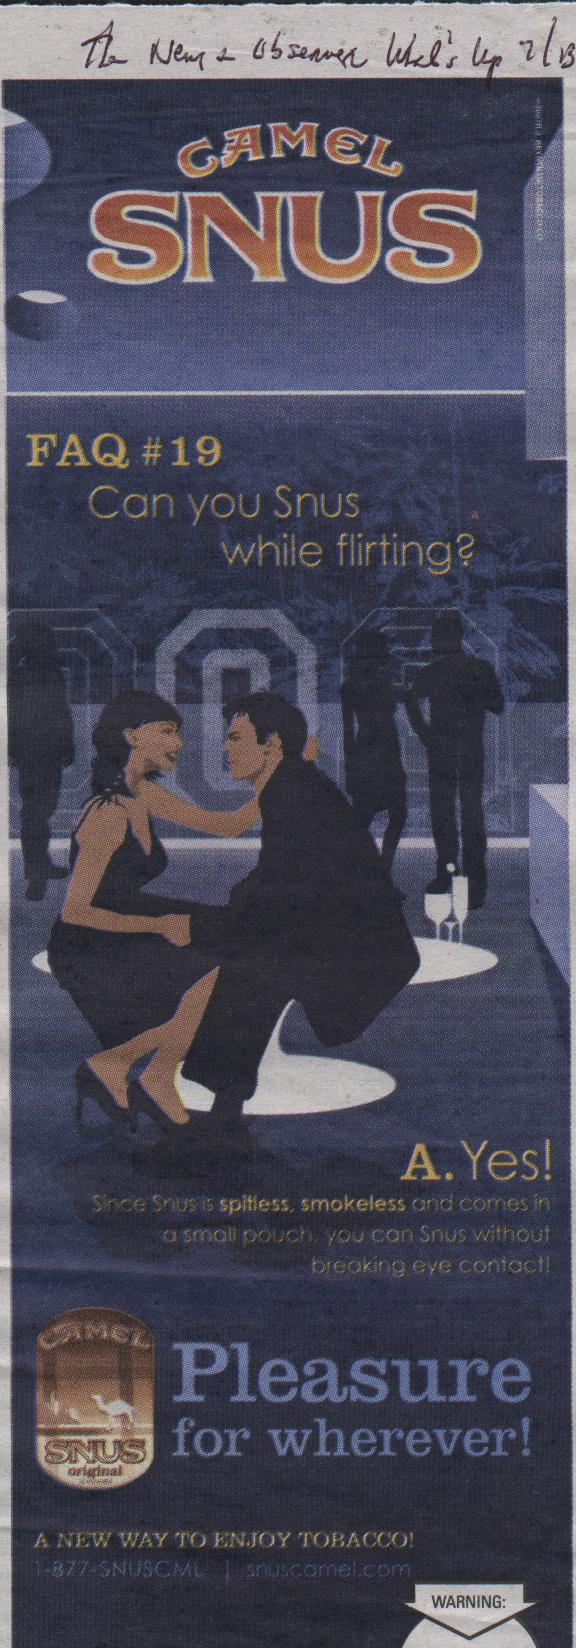 The News & Observer What's Up 7/13
CAMEL
SNUS
FAQ #19
Can you Snus
while flirting?
A. Yes!
Since Snus is spitless, smokeless and comes in
a small pouch, you can Snus without
breaking eye contact!
CAMEL
SNUS
original
Pleasure
for wherever!
A NEW WAY TO ENJOY TOBACCO!
1-877-SNUSCML | snuscamel.com
WARNING: